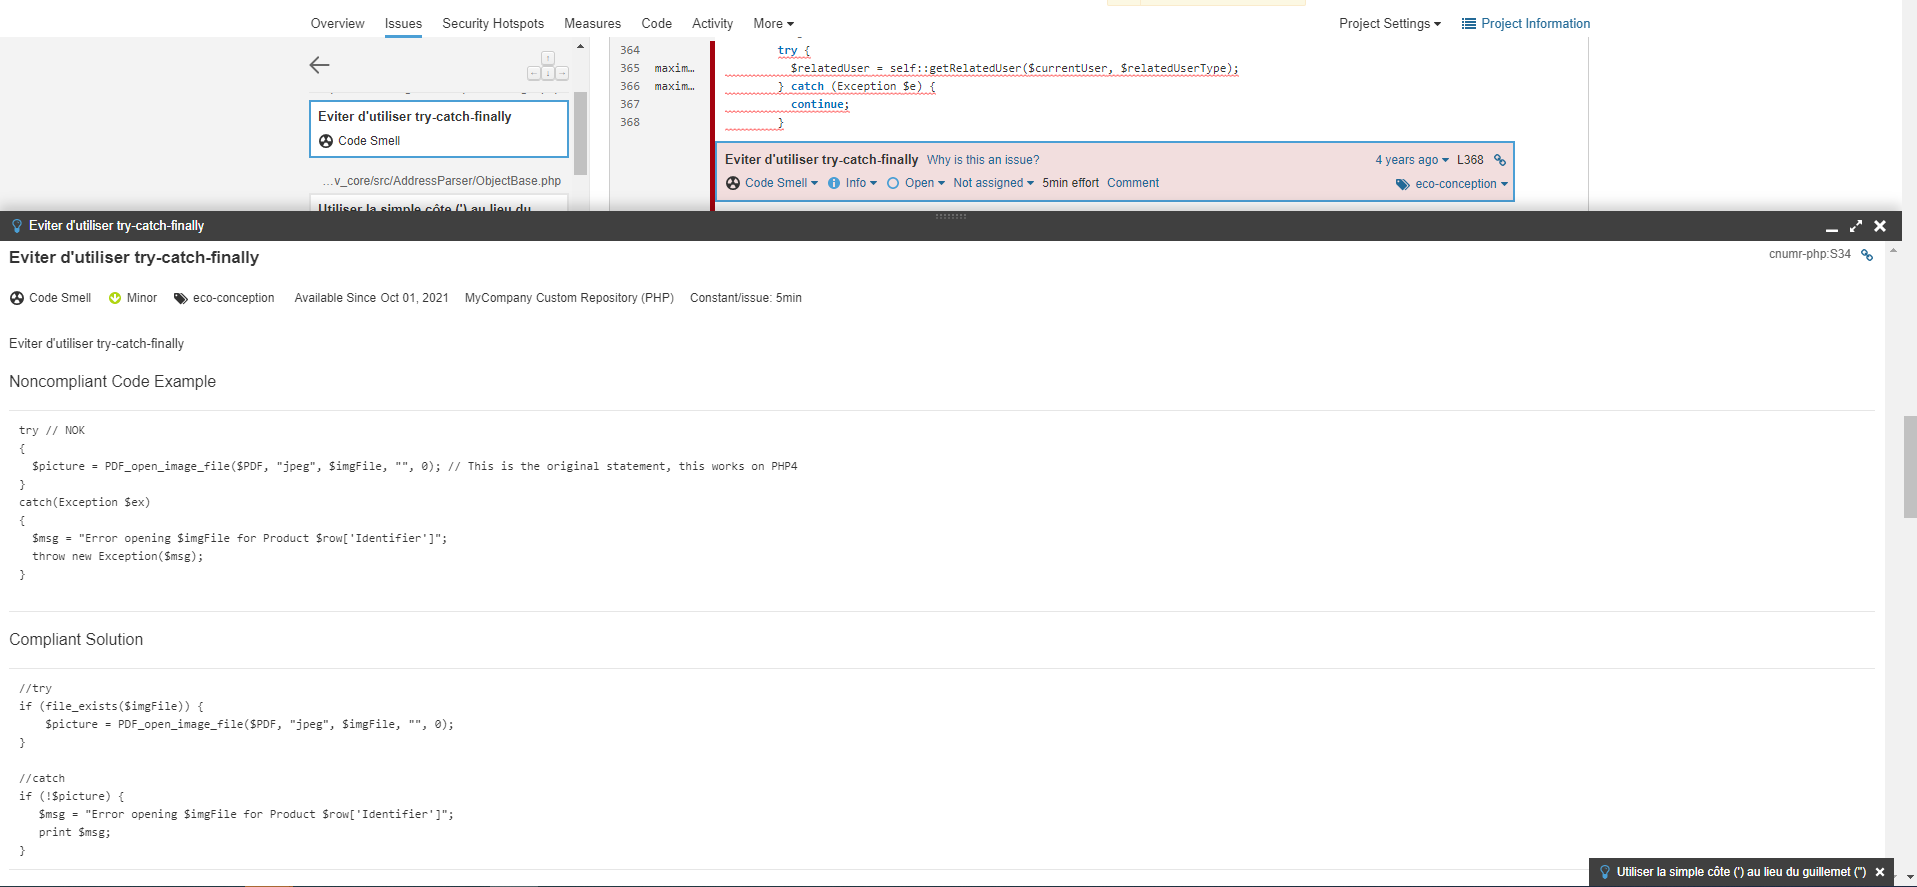 Overview Issues Security Hotspots Measures Code Activity More Project Settings Project Information
364 try {
365 maxim… $relatedUser = self::getRelatedUser($currentUser, $relatedUserType);
366 maxim… } catch (Exception $e) {
367 continue;
368 }
Eviter d'utiliser try-catch-finally
Code Smell
…v_core/src/AddressParser/ObjectBase.php
Utiliser la simple côte (') au lieu du
Eviter d'utiliser try-catch-finally Why is this an issue? 4 years ago L368
Code Smell Info Open Not assigned 5min effort Comment eco-conception
Eviter d'utiliser try-catch-finally
Eviter d'utiliser try-catch-finally cnumr-php:S34
Code Smell Minor eco-conception Available Since Oct 01, 2021 MyCompany Custom Repository (PHP) Constant/issue: 5min
Eviter d'utiliser try-catch-finally
Noncompliant Code Example
try // NOK
{
$picture = PDF_open_image_file($PDF, "jpeg", $imgFile, "", 0); // This is the original statement, this works on PHP4
}
catch(Exception $ex)
{
$msg = "Error opening $imgFile for Product $row['Identifier']";
throw new Exception($msg);
}
Compliant Solution
//try
if (file_exists($imgFile)) {
$picture = PDF_open_image_file($PDF, "jpeg", $imgFile, "", 0);
}
//catch
if (!$picture) {
$msg = "Error opening $imgFile for Product $row['Identifier']";
print $msg;
}
Utiliser la simple côte (') au lieu du guillemet (")